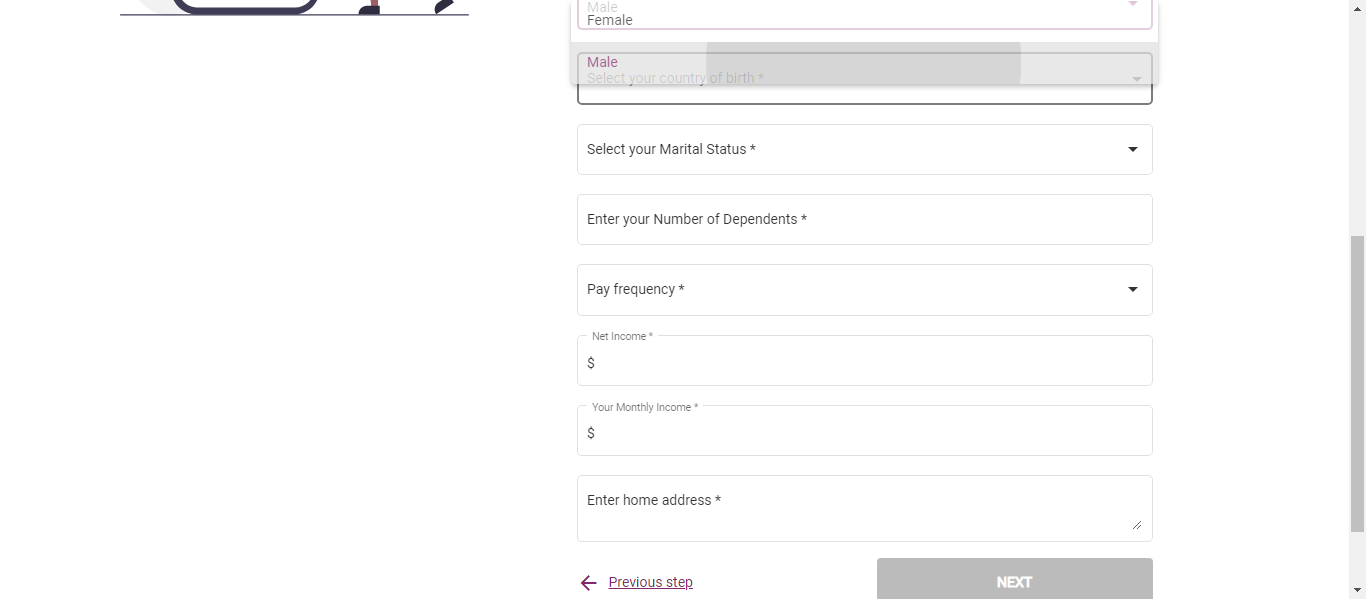 Male
Female
Male
Select your country of birth *
Select your Marital Status *
Enter your Number of Dependents *
Pay frequency *
Net Income *
$
Your Monthly Income *
$
Enter home address *
Previous step
NEXT